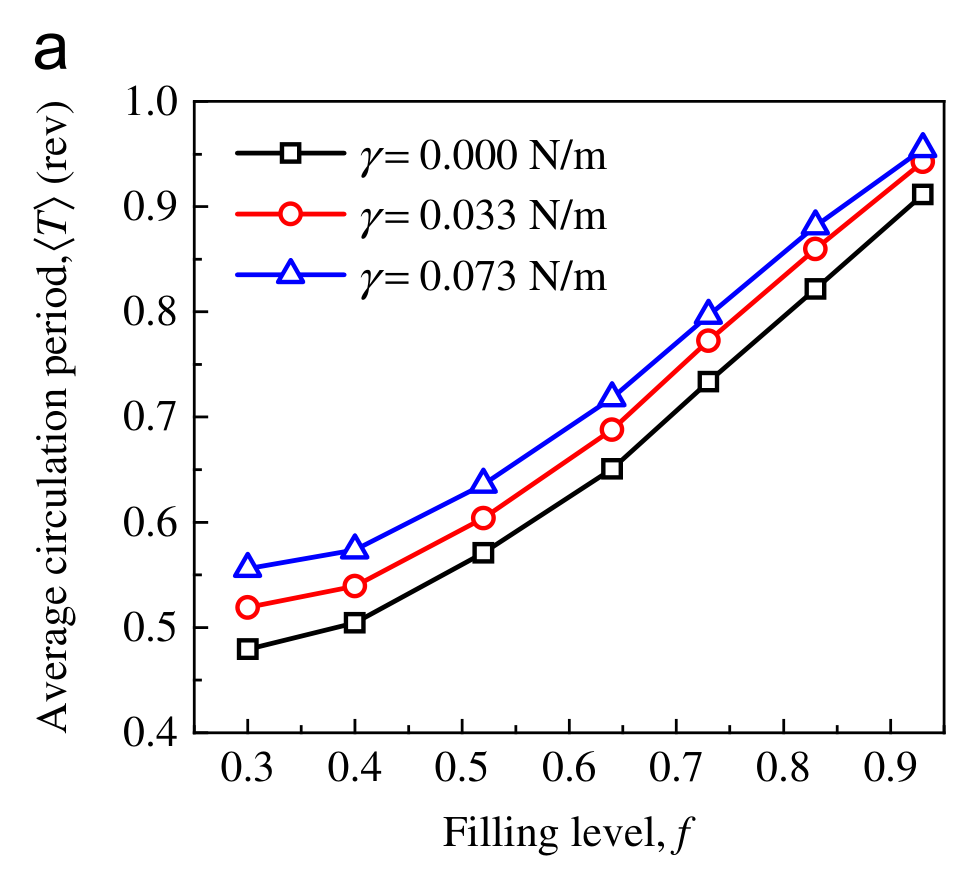 a
Average circulation period,⟨T⟩ (rev)
1.0
0.9
0.8
0.7
0.6
0.5
0.4
γ= 0.000 N/m
γ= 0.033 N/m
γ= 0.073 N/m
0.3 0.4 0.5 0.6 0.7 0.8 0.9
Filling level, f